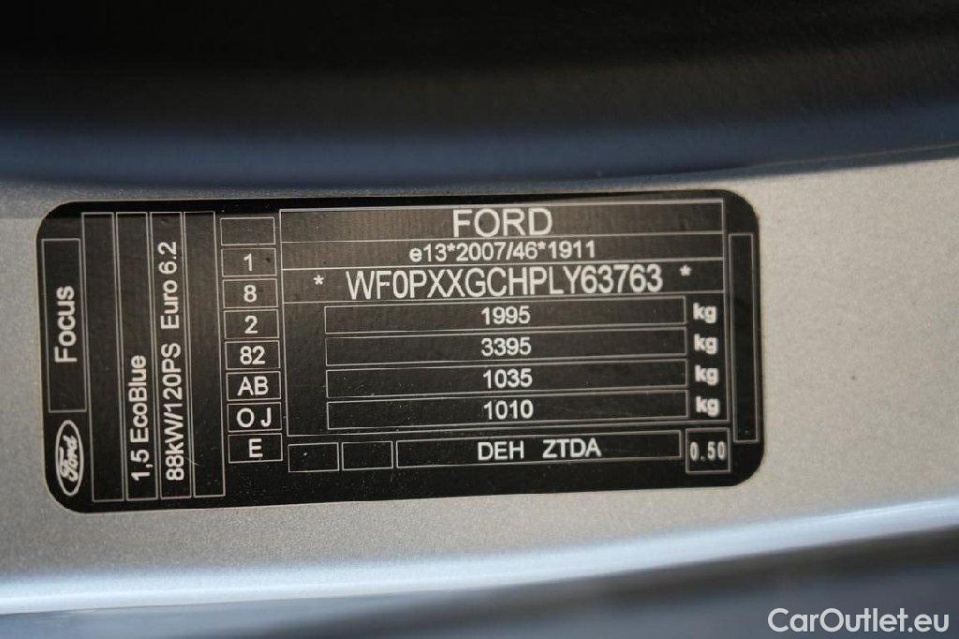 Ford
Focus
1,5 EcoBlue
88kW/120PS Euro 6.2
1
8
2
82
AB
O J
E
FORD
e13*2007/46*1911
* WF0PXXGCHPLY63763 *
1995 kg
3395 kg
1035 kg
1010 kg
DEH ZTDA
0.50
CarOutlet.eu